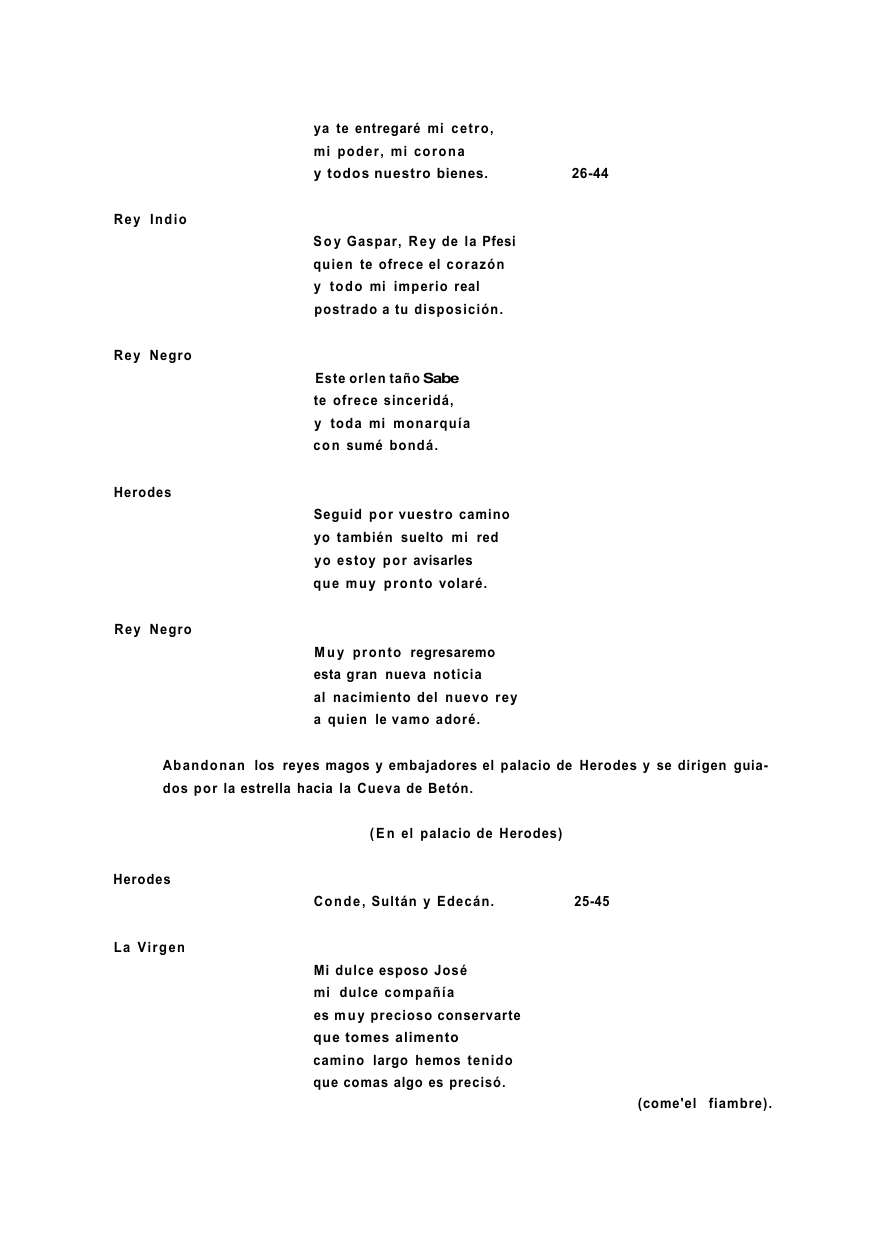 ya te entregaré mi cetro,
mi poder, mi corona
y todos nuestro bienes. 26-44
Rey Indio
Soy Gaspar, Rey de la Pfesi
quien te ofrece el corazón
y todo mi imperio real
postrado a tu disposición.
Rey Negro
Este orlen taño Sabe
te ofrece sinceridá,
y toda mi monarquía
con sumé bondá.
Herodes
Seguid por vuestro camino
yo también suelto mi red
yo estoy por avisarles
que muy pronto volaré.
Rey Negro
Muy pronto regresaremo
esta gran nueva noticia
al nacimiento del nuevo rey
a quien le vamo adoré.
Abandonan los reyes magos y embajadores el palacio de Herodes y se dirigen guia-
dos por la estrella hacia la Cueva de Betón.
(En el palacio de Herodes)
Herodes
Conde, Sultán y Edecán. 25-45
La Virgen
Mi dulce esposo José
mi dulce compañía
es muy precioso conservarte
que tomes alimento
camino largo hemos tenido
que comas algo es precisó.
(come'el fiambre).